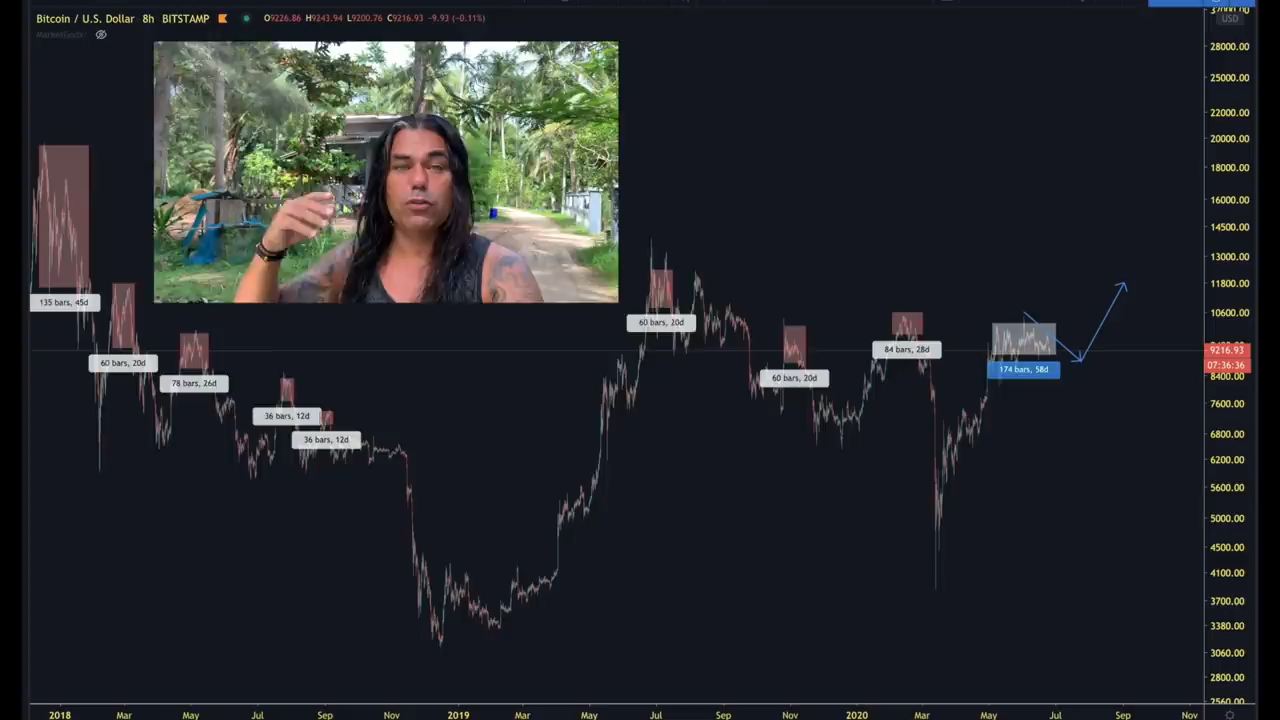 Bitcoin / U.S. Dollar 8h BITSTAMP O9226.86 H9243.94 L9200.76 C9216.93 -9.93 (-0.11%)
USD
28000.00
25000.00
22000.00
20000.00
18000.00
16000.00
14500.00
13000.00
11800.00
10600.00
9216.93
07:36:36
8400.00
7600.00
6800.00
6200.00
5600.00
5000.00
4500.00
4100.00
3700.00
3380.00
3060.00
2800.00
135 bars, 45d
60 bars, 20d
78 bars, 26d
36 bars, 12d
36 bars, 12d
60 bars, 20d
60 bars, 20d
84 bars, 28d
174 bars, 58d
2018 Mar May Jul Sep Nov 2019 Mar May Jul Sep Nov 2020 Mar May Jul Sep Nov